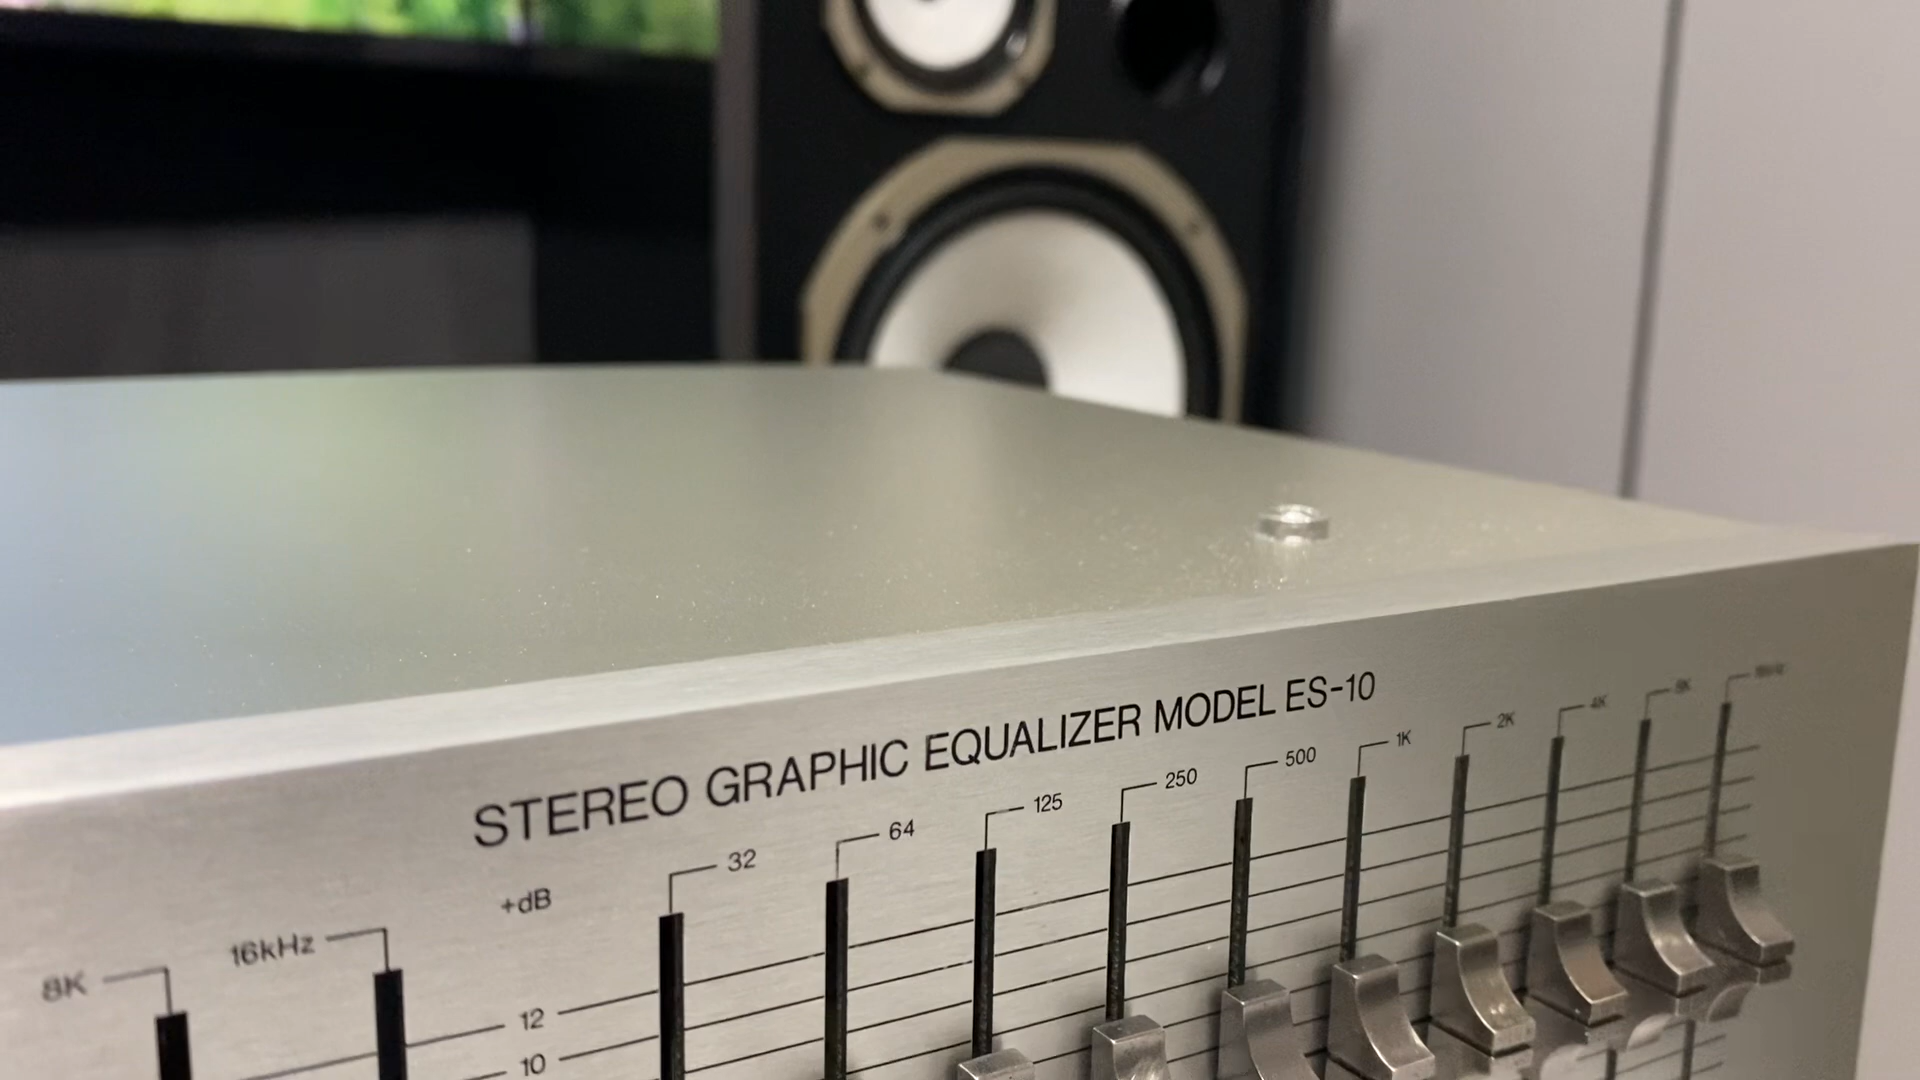 STEREO GRAPHIC EQUALIZER MODEL ES-10
8K 16kHz +dB 32 64 125 250 500 1K 2K 4K 8K
12
10